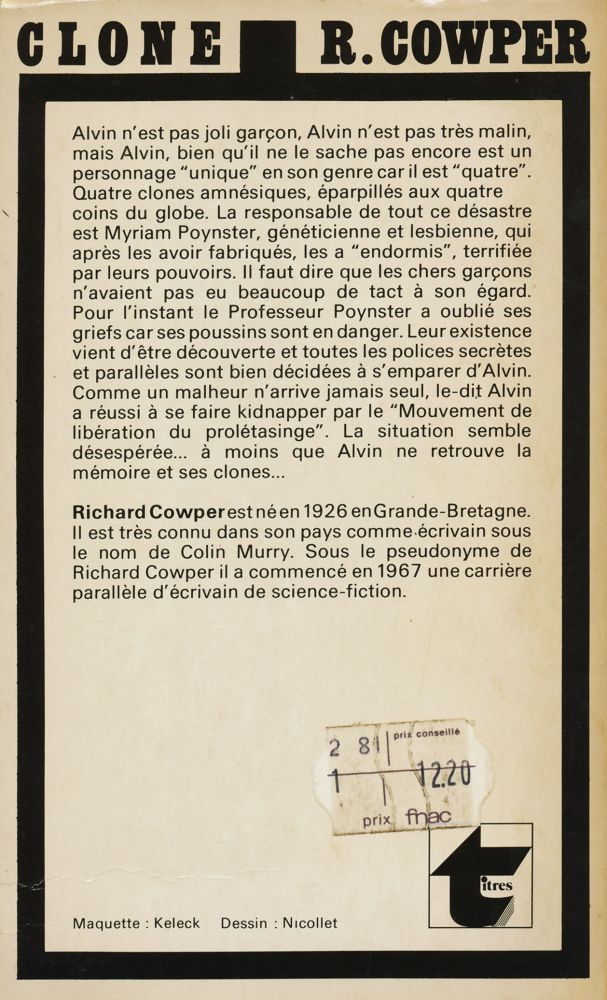 CLONE R. COWPER
Alvin n'est pas joli garçon, Alvin n'est pas très malin,
mais Alvin, bien qu'il ne le sache pas encore est un
personnage "unique" en son genre car il est "quatre".
Quatre clones amnésiques, éparpillés aux quatre
coins du globe. La responsable de tout ce désastre
est Myriam Poynster, généticienne et lesbienne, qui
après les avoir fabriqués, les a "endormis", terrifiée
par leurs pouvoirs. Il faut dire que les chers garçons
n'avaient pas eu beaucoup de tact à son égard.
Pour l'instant le Professeur Poynster a oublié ses
griefs car ses poussins sont en danger. Leur existence
vient d'être découverte et toutes les polices secrètes
et parallèles sont bien décidées à s'emparer d'Alvin.
Comme un malheur n'arrive jamais seul, le-dit Alvin
a réussi à se faire kidnapper par le "Mouvement de
libération du prolétasinge". La situation semble
désespérée... à moins que Alvin ne retrouve la
mémoire et ses clones...
Richard Cowper est né en 1926 en Grande-Bretagne.
Il est très connu dans son pays comme écrivain sous
le nom de Colin Murry. Sous le pseudonyme de
Richard Cowper il a commencé en 1967 une carrière
parallèle d'écrivain de science-fiction.
2 81 prix conseillé
1 12.20
prix fnac
titres
Maquette : Keleck Dessin : Nicollet